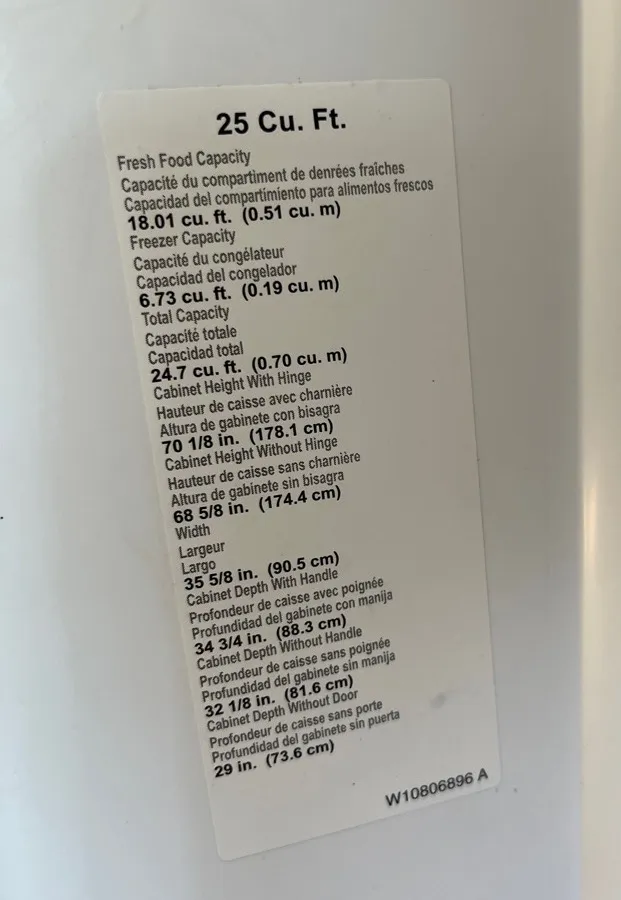 25 Cu. Ft.
Fresh Food Capacity
Capacité du compartiment de denrées fraîches
Capacidad del compartimiento para alimentos frescos
18.01 cu. ft. (0.51 cu. m)
Freezer Capacity
Capacité du congélateur
Capacidad del congelador
6.73 cu. ft. (0.19 cu. m)
Total Capacity
Capacité totale
Capacidad total
24.7 cu. ft. (0.70 cu. m)
Cabinet Height With Hinge
Hauteur de caisse avec charnière
Altura de gabinete con bisagra
70 1/8 in. (178.1 cm)
Cabinet Height Without Hinge
Hauteur de caisse sans charnière
Altura de gabinete sin bisagra
68 5/8 in. (174.4 cm)
Width
Largeur
Largo
35 5/8 in. (90.5 cm)
Cabinet Depth With Handle
Profondeur de caisse avec poignée
Profundidad del gabinete con manija
34 3/4 in. (88.3 cm)
Cabinet Depth Without Handle
Profondeur de caisse sans poignée
Profundidad del gabinete sin manija
32 1/8 in. (81.6 cm)
Cabinet Depth Without Door
Profondeur de caisse sans porte
Profundidad del gabinete sin puerta
29 in. (73.6 cm)
W10806896 A